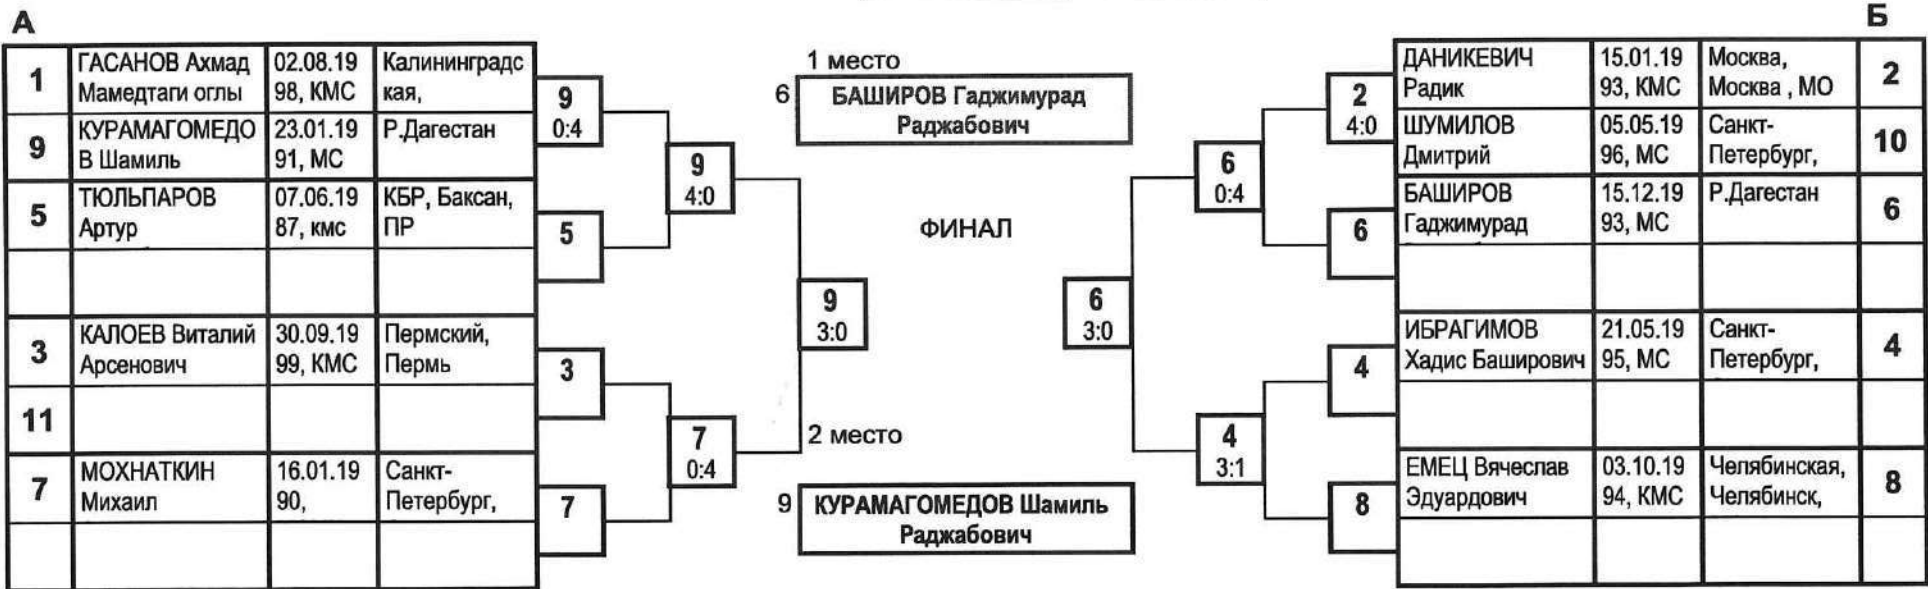 А
1
ГАСАНОВ Ахмад
Мамедтаги оглы
02.08.19
98, КМС
Калининградс
кая,
9
КУРАМАГОМЕДО
В Шамиль
23.01.19
91, МС
Р.Дагестан
5
ТЮЛЬПАРОВ
Артур
07.06.19
87, кмс
КБР, Баксан,
ПР
3
КАЛОЕВ Виталий
Арсенович
30.09.19
99, КМС
Пермский,
Пермь
11
7
МОХНАТКИН
Михаил
16.01.19
90,
Санкт-
Петербург,
9
0:4
5
3
7
9
4:0
7
0:4
9
3:0
1 место
6
БАШИРОВ Гаджимурад
Раджабович
ФИНАЛ
2 место
9
КУРАМАГОМЕДОВ Шамиль
Раджабович
6
3:0
6
0:4
4
3:1
2
4:0
6
4
8
Б
ДАНИКЕВИЧ
Радик
15.01.19
93, КМС
Москва,
Москва , МО
2
ШУМИЛОВ
Дмитрий
05.05.19
96, МС
Санкт-
Петербург,
10
БАШИРОВ
Гаджимурад
15.12.19
93, МС
Р.Дагестан
6
ИБРАГИМОВ
Хадис Баширович
21.05.19
95, МС
Санкт-
Петербург,
4
ЕМЕЦ Вячеслав
Эдуардович
03.10.19
94, КМС
Челябинская,
Челябинск,
8